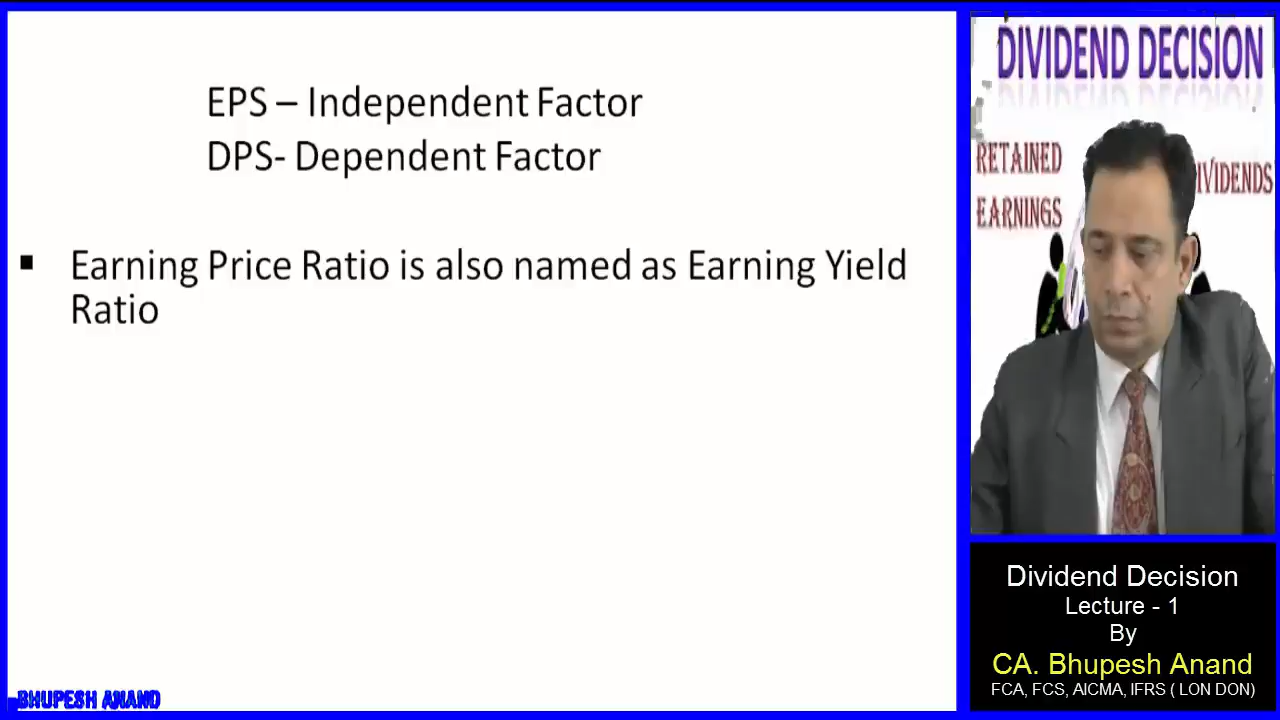 EPS – Independent Factor
DPS- Dependent Factor
▪ Earning Price Ratio is also named as Earning Yield
Ratio
BHUPESH ANAND
DIVIDEND DECISION
RETAINED
EARNINGS
IVIDENDS
Dividend Decision
Lecture - 1
By
CA. Bhupesh Anand
FCA, FCS, AICMA, IFRS ( LON DON)